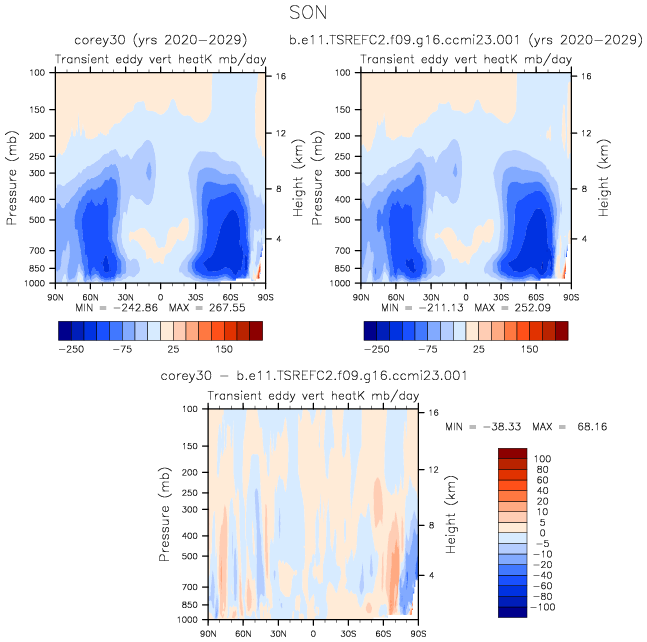 SON
corey30 (yrs 2020-2029)
b.e11.TSREFC2.f09.g16.ccmi23.001 (yrs 2020-2029)
Transient eddy vert heatK mb/day
Transient eddy vert heatK mb/day
100
150
200
250
300
400
500
700
850
1000
Pressure (mb)
16
12
8
4
Height (km)
90N 60N 30N 0 30S 60S 90S
MIN = -242.86 MAX = 267.55
-250 -75 25 150
100
150
200
250
300
400
500
700
850
1000
Pressure (mb)
16
12
8
4
Height (km)
90N 60N 30N 0 30S 60S 90S
MIN = -211.13 MAX = 252.09
-250 -75 25 150
corey30 - b.e11.TSREFC2.f09.g16.ccmi23.001
Transient eddy vert heatK mb/day
100
150
200
250
300
400
500
700
850
1000
Pressure (mb)
16
12
8
4
Height (km)
90N 60N 30N 0 30S 60S 90S
MIN = -38.33 MAX = 68.16
100
80
60
40
20
10
5
0
-5
-10
-20
-40
-60
-80
-100